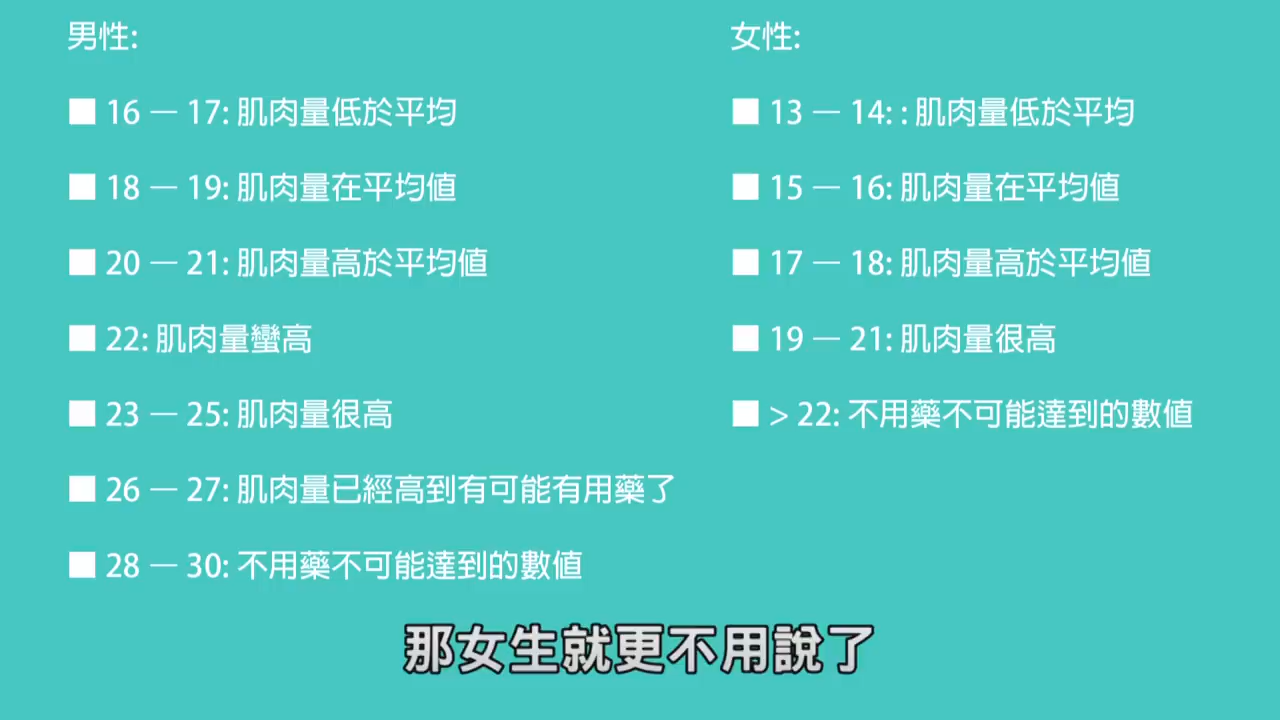 男性:
■ 16 — 17: 肌肉量低於平均
■ 18 — 19: 肌肉量在平均值
■ 20 — 21: 肌肉量高於平均值
■ 22: 肌肉量蠻高
■ 23 — 25: 肌肉量很高
■ 26 — 27: 肌肉量已經高到有可能有用藥了
■ 28 — 30: 不用藥不可能達到的數值
女性:
■ 13 — 14: : 肌肉量低於平均
■ 15 — 16: 肌肉量在平均值
■ 17 — 18: 肌肉量高於平均值
■ 19 — 21: 肌肉量很高
■ > 22: 不用藥不可能達到的數值
那女生就更不用說了